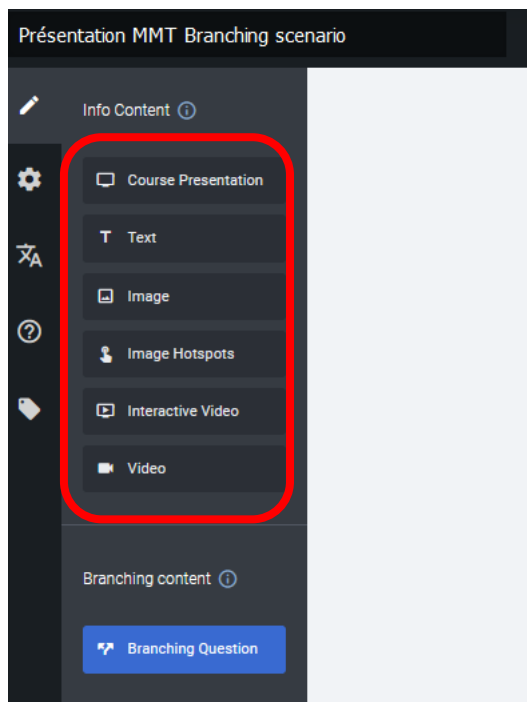 Présentation MMT Branching scenario
Info Content
Course Presentation
Text
Image
Image Hotspots
Interactive Video
Video
Branching content
Branching Question